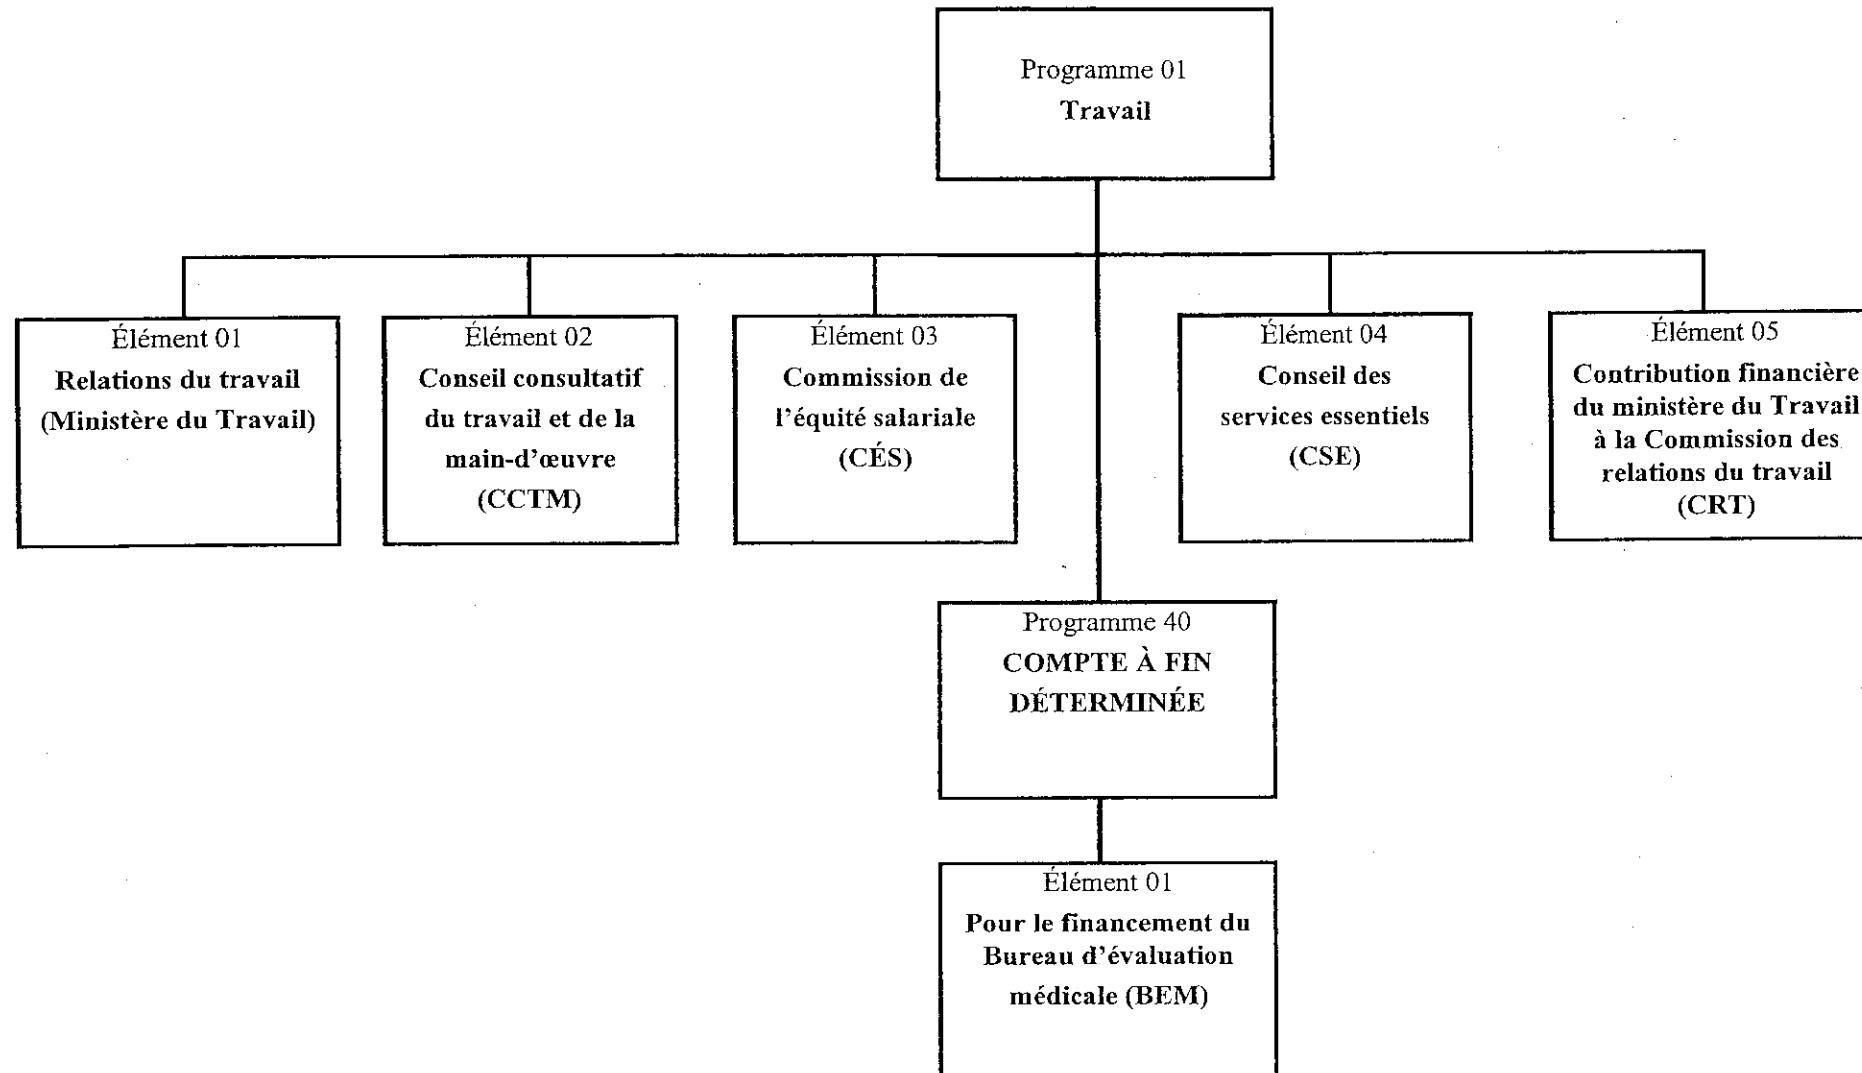 Programme 01
Travail
Élément 01
Relations du travail
(Ministère du Travail)
Élément 02
Conseil consultatif
du travail et de la
main-d'œuvre
(CCTM)
Élément 03
Commission de
l'équité salariale
(CÉS)
Élément 04
Conseil des
services essentiels
(CSE)
Élément 05
Contribution financière
du ministère du Travail
à la Commission des
relations du travail
(CRT)
Programme 40
COMPTE À FIN
DÉTERMINÉE
Élément 01
Pour le financement du
Bureau d'évaluation
médicale (BEM)